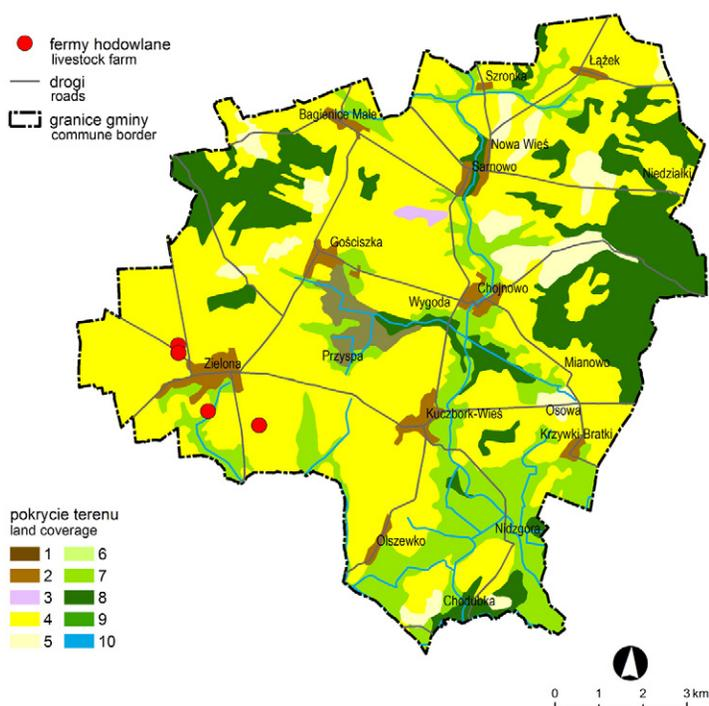 fermy hodowlane
livestock farm
drogi
roads
granice gminy
commune border
Łążek
Szronka
Bagienice Małe
Nowa Wieś
Sarnowo
Niedziałki
Gościszka
Chojnowo
Wygoda
Przyspa
Mianowo
Zielona
Kuczbork-Wieś
Osowa
Krzywki-Bratki
Nidzgóra
Olszewko
Chodubka
pokrycie terenu
land coverage
1 6
2 7
3 8
4 9
5 10
0 1 2 3 km